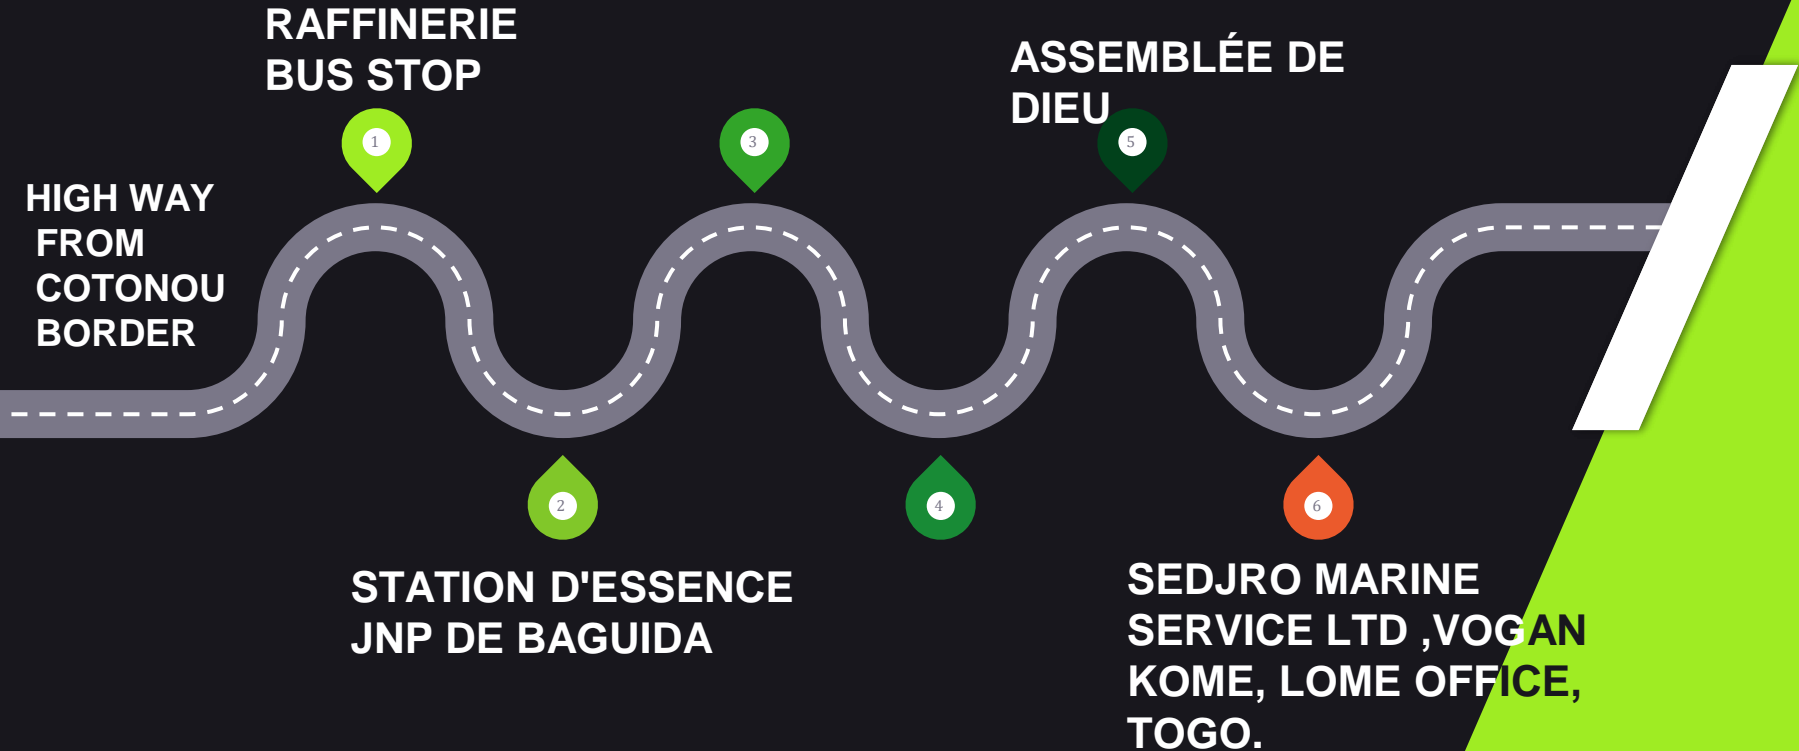 RAFFINERIE
BUS STOP
ASSEMBLÉE DE
DIEU
1
3
5
HIGH WAY
FROM
COTONOU
BORDER
2
4
6
STATION D'ESSENCE
JNP DE BAGUIDA
SEDJRO MARINE
SERVICE LTD ,VOGAN
KOME, LOME OFFICE,
TOGO.